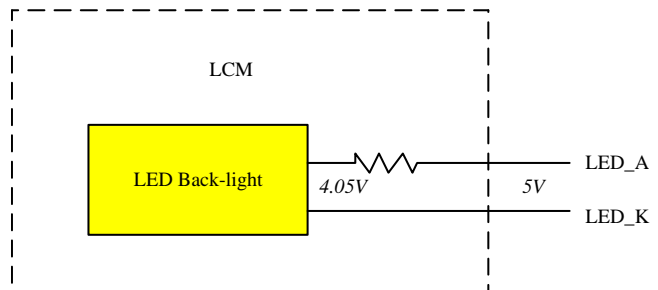 LCM
LED Back-light
4.05V
5V
LED_A
LED_K